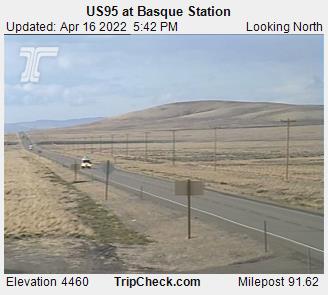 US95 at Basque Station
Updated: Apr 16 2022 5:42 PM Looking North
Elevation 4460 TripCheck.com Milepost 91.62